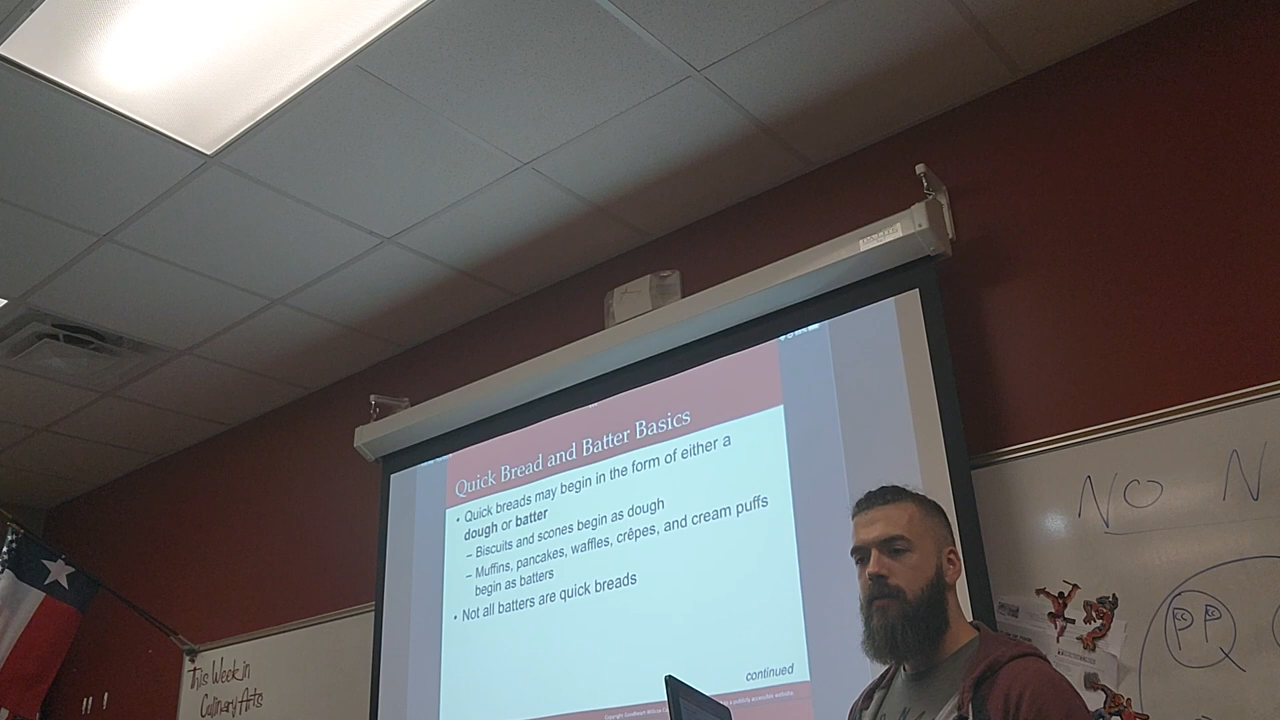 DA-LITE
Quick Bread and Batter Basics
• Quick breads may begin in the form of either a
dough or batter
– Biscuits and scones begin as dough
– Muffins, pancakes, waffles, crêpes, and cream puffs
begin as batters
• Not all batters are quick breads
continued
This Week in
Culinary Arts
NO N